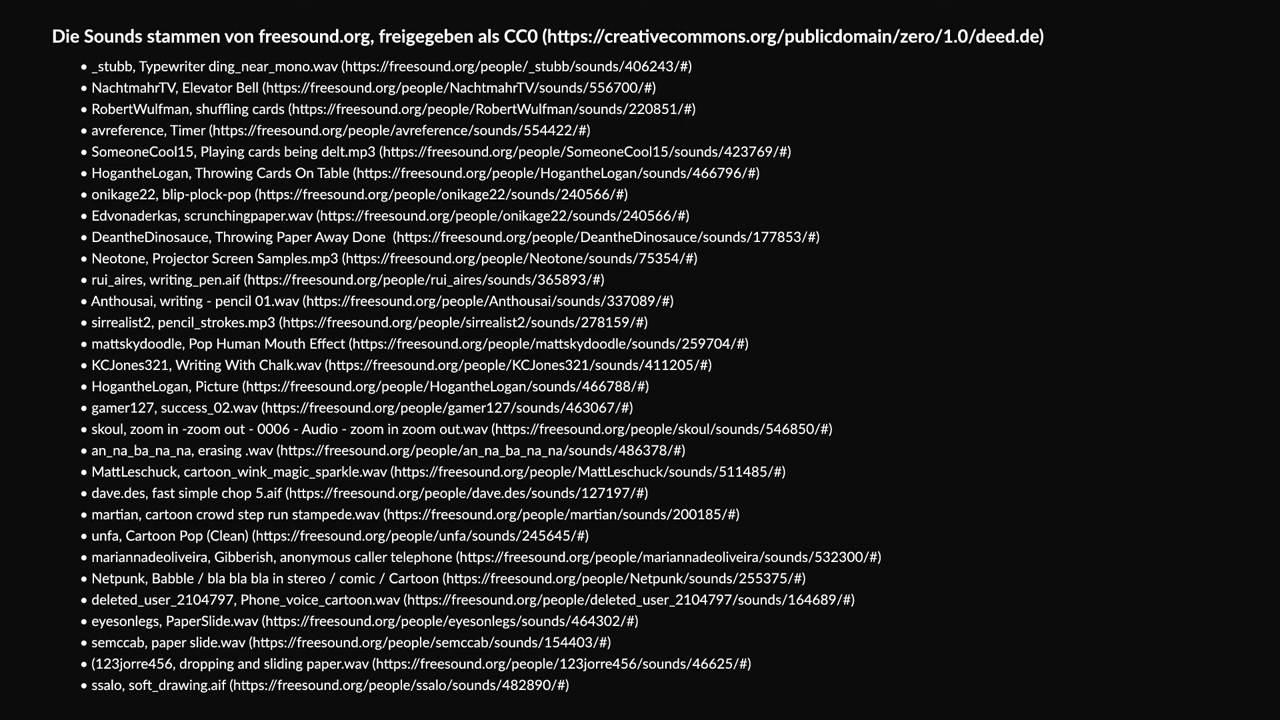 Die Sounds stammen von freesound.org, freigegeben als CC0 (https://creativecommons.org/publicdomain/zero/1.0/deed.de)
• _stubb, Typewriter ding_near_mono.wav (https://freesound.org/people/_stubb/sounds/406243/#)
• NachtmahrTV, Elevator Bell (https://freesound.org/people/NachtmahrTV/sounds/556700/#)
• RobertWulfman, shuffling cards (https://freesound.org/people/RobertWulfman/sounds/220851/#)
• avreference, Timer (https://freesound.org/people/avreference/sounds/554422/#)
• SomeoneCool15, Playing cards being delt.mp3 (https://freesound.org/people/SomeoneCool15/sounds/423769/#)
• HogantheLogan, Throwing Cards On Table (https://freesound.org/people/HogantheLogan/sounds/466796/#)
• onikage22, blip-plock-pop (https://freesound.org/people/onikage22/sounds/240566/#)
• Edvonaderkas, scrunchingpaper.wav (https://freesound.org/people/onikage22/sounds/240566/#)
• DeantheDinosauce, Throwing Paper Away Done  (https://freesound.org/people/DeantheDinosauce/sounds/177853/#)
• Neotone, Projector Screen Samples.mp3 (https://freesound.org/people/Neotone/sounds/75354/#)
• rui_aires, writing_pen.aif (https://freesound.org/people/rui_aires/sounds/365893/#)
• Anthousai, writing - pencil 01.wav (https://freesound.org/people/Anthousai/sounds/337089/#)
• sirrealist2, pencil_strokes.mp3 (https://freesound.org/people/sirrealist2/sounds/278159/#)
• mattskydoodle, Pop Human Mouth Effect (https://freesound.org/people/mattskydoodle/sounds/259704/#)
• KCJones321, Writing With Chalk.wav (https://freesound.org/people/KCJones321/sounds/411205/#)
• HogantheLogan, Picture (https://freesound.org/people/HogantheLogan/sounds/466788/#)
• gamer127, success_02.wav (https://freesound.org/people/gamer127/sounds/463067/#)
• skoul, zoom in -zoom out - 0006 - Audio - zoom in zoom out.wav (https://freesound.org/people/skoul/sounds/546850/#)
• an_na_ba_na_na, erasing .wav (https://freesound.org/people/an_na_ba_na_na/sounds/486378/#)
• MattLeschuck, cartoon_wink_magic_sparkle.wav (https://freesound.org/people/MattLeschuck/sounds/511485/#)
• dave.des, fast simple chop 5.aif (https://freesound.org/people/dave.des/sounds/127197/#)
• martian, cartoon crowd step run stampede.wav (https://freesound.org/people/martian/sounds/200185/#)
• unfa, Cartoon Pop (Clean) (https://freesound.org/people/unfa/sounds/245645/#)
• mariannadeoliveira, Gibberish, anonymous caller telephone (https://freesound.org/people/mariannadeoliveira/sounds/532300/#)
• Netpunk, Babble / bla bla bla in stereo / comic / Cartoon (https://freesound.org/people/Netpunk/sounds/255375/#)
• deleted_user_2104797, Phone_voice_cartoon.wav (https://freesound.org/people/deleted_user_2104797/sounds/164689/#)
• eyesonlegs, PaperSlide.wav (https://freesound.org/people/eyesonlegs/sounds/464302/#)
• semccab, paper slide.wav (https://freesound.org/people/semccab/sounds/154403/#)
• (123jorre456, dropping and sliding paper.wav (https://freesound.org/people/123jorre456/sounds/46625/#)
• ssalo, soft_drawing.aif (https://freesound.org/people/ssalo/sounds/482890/#)